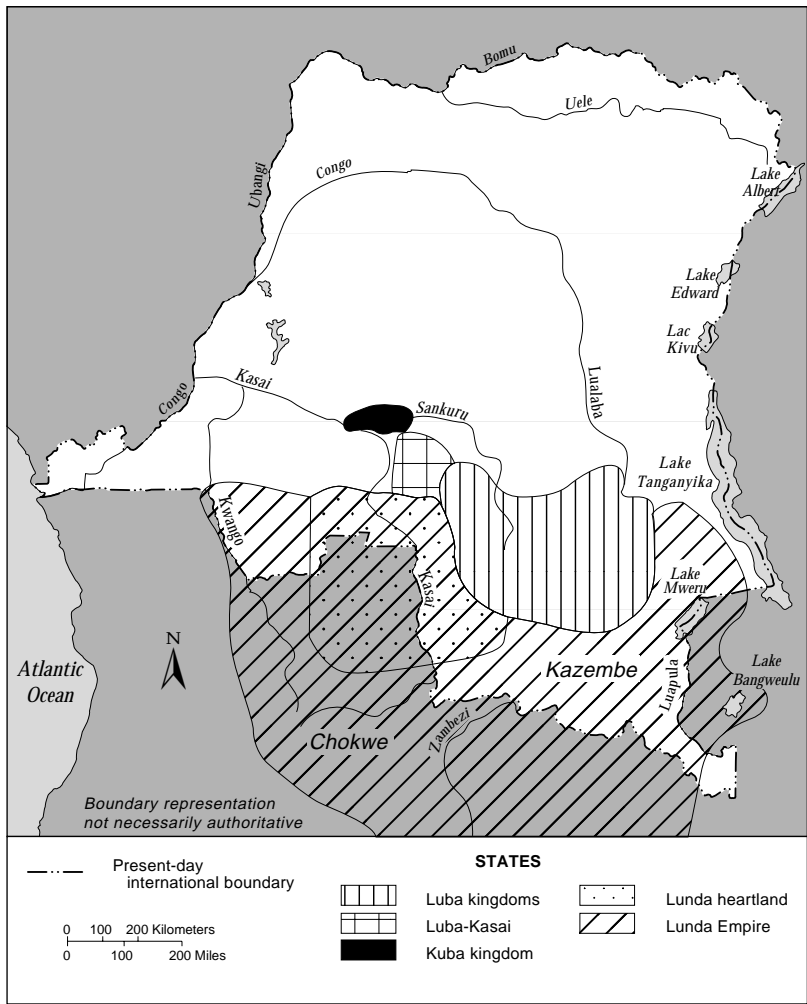 Bomu
Uele
Congo
Ubangi
Lake
Albert
Lake
Edward
Lac
Kivu
Kasai
Congo
Sankuru
Lualaba
Lake
Tanganyika
Kwango
Kasai
Lake
Mweru
N
Atlantic
Ocean
Kazembe
Luapula
Lake
Bangweulu
Chokwe
Zambezi
Boundary representation
not necessarily authoritative
STATES
Present-day
international boundary
0 100 200 Kilometers
0 100 200 Miles
Luba kingdoms
Luba-Kasai
Kuba kingdom
Lunda heartland
Lunda Empire